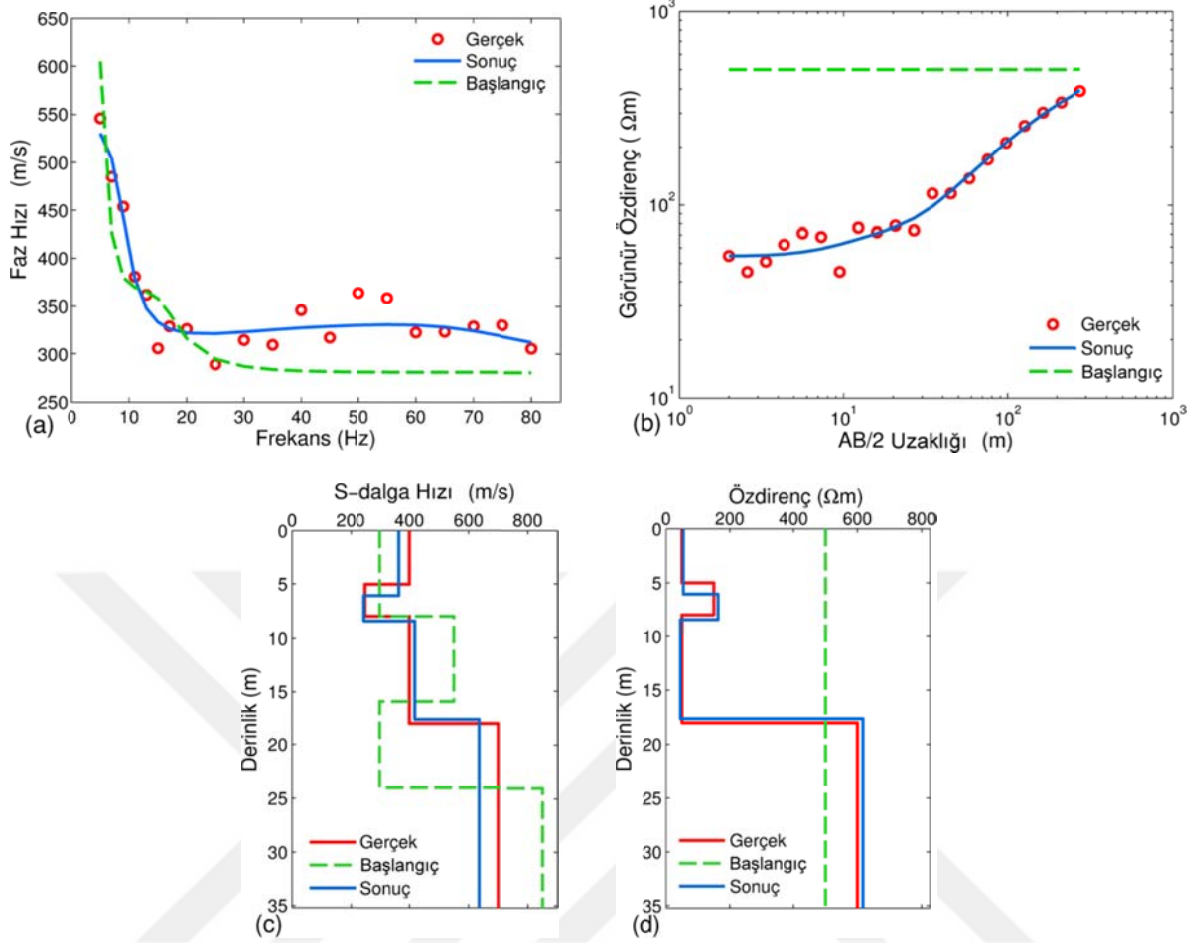 650
600
550
500
450
400
350
300
250
0 10 20 30 40 50 60 70 80
Faz Hızı (m/s)
Frekans (Hz)
Gerçek
Sonuç
Başlangıç
(a)
10³
10²
10¹
10⁰ 10¹ 10² 10³
Görünür Özdirenç ( Ωm)
AB/2 Uzaklığı (m)
Gerçek
Sonuç
Başlangıç
(b)
S-dalga Hızı (m/s)
0 200 400 600 800
0
5
10
15
20
25
30
35
Derinlik (m)
Gerçek
Başlangıç
Sonuç
(c)
Özdirenç (Ωm)
0 200 400 600 800
0
5
10
15
20
25
30
35
Derinlik (m)
Gerçek
Başlangıç
Sonuç
(d)